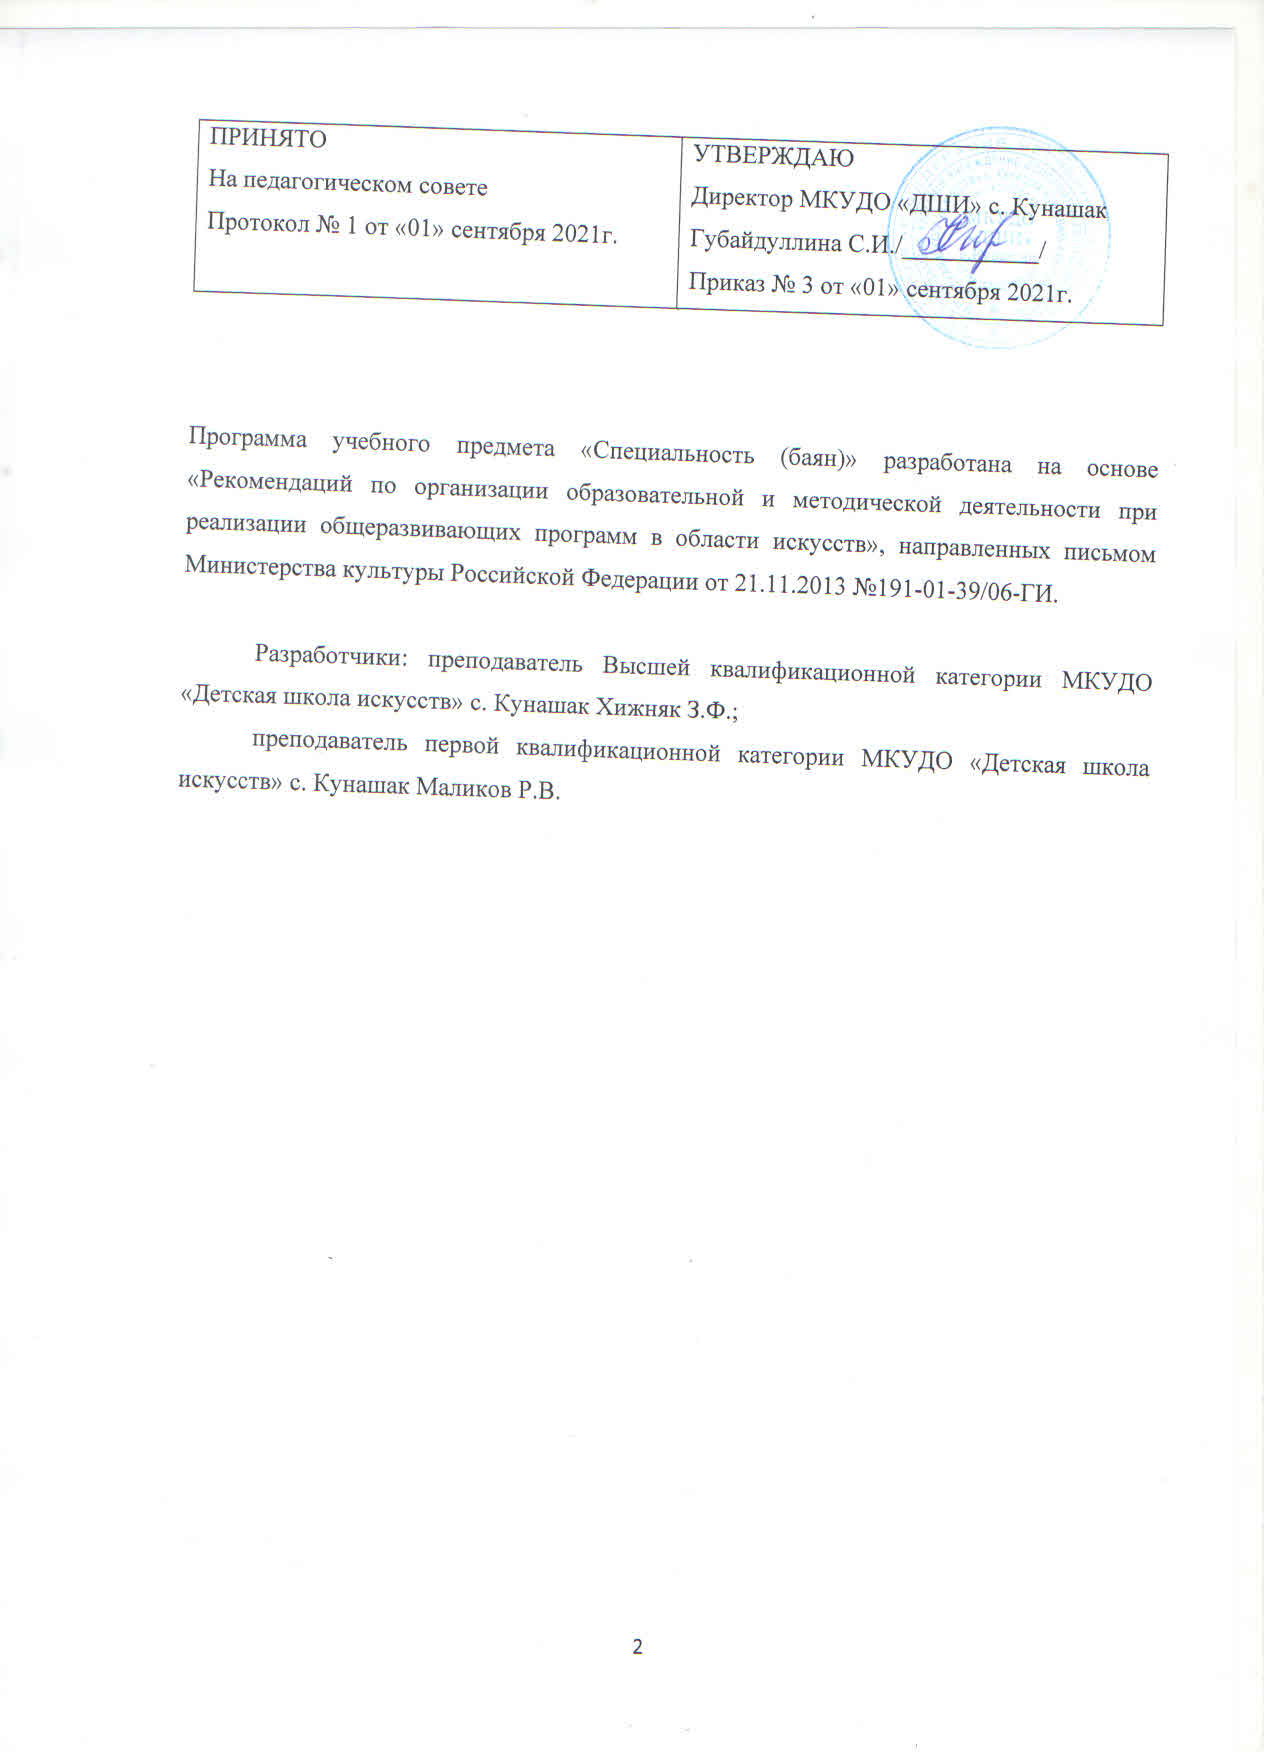 ПРИНЯТО
На педагогическом совете
Протокол № 1 от «01» сентября 2021г.
УТВЕРЖДАЮ
Директор МКУДО «ДШИ» с. Кунашак
Губайдуллина С.И./___________/
Приказ № 3 от «01» сентября 2021г.
Программа учебного предмета «Специальность (баян)» разработана на основе
«Рекомендаций по организации образовательной и методической деятельности при
реализации общеразвивающих программ в области искусств», направленных письмом
Министерства культуры Российской Федерации от 21.11.2013 №191-01-39/06-ГИ.
Разработчики: преподаватель Высшей квалификационной категории МКУДО
«Детская школа искусств» с. Кунашак Хижняк З.Ф.;
преподаватель первой квалификационной категории МКУДО «Детская школа
искусств» с. Кунашак Маликов Р.В.
2